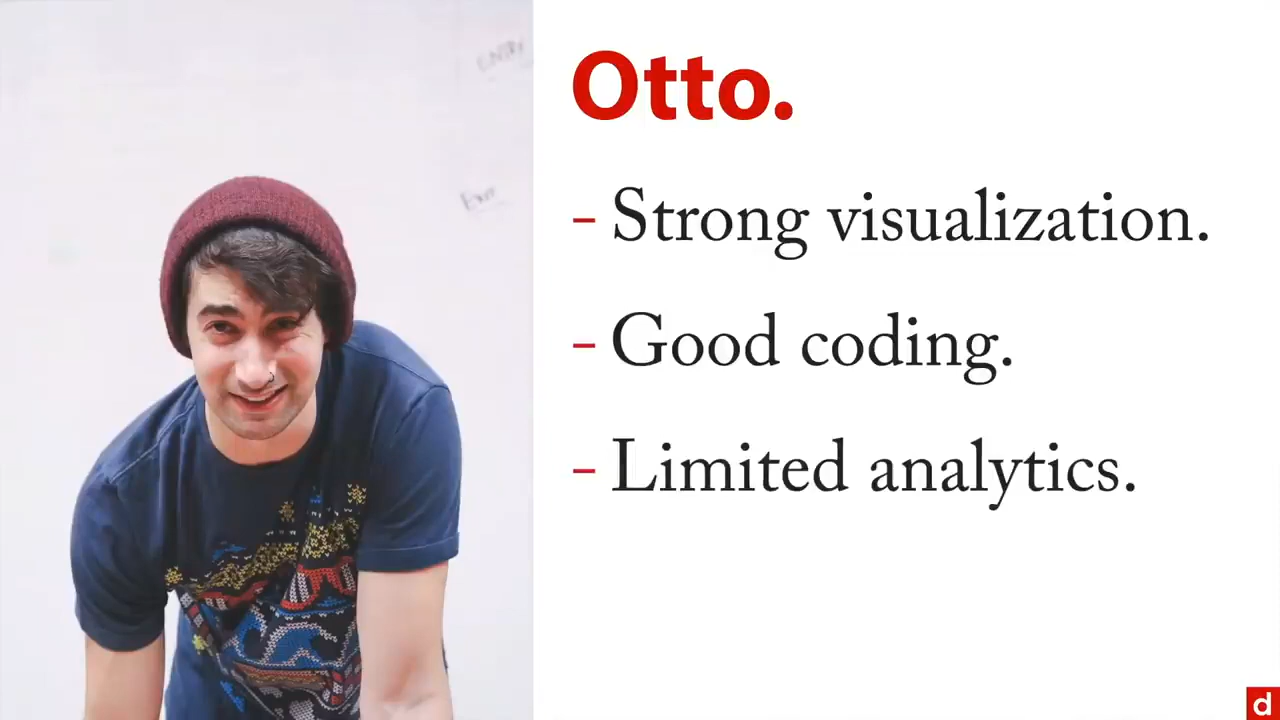 Otto.
- Strong visualization.
- Good coding.
- Limited analytics.
d